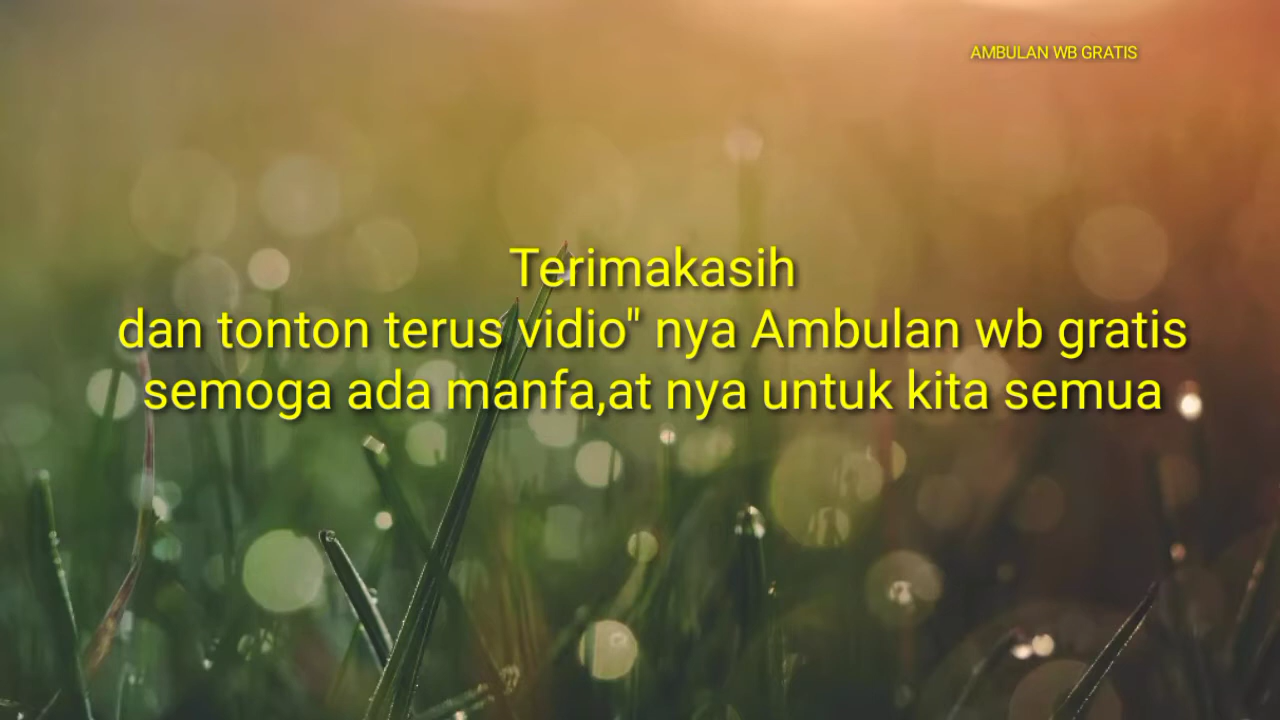 AMBULAN WB GRATIS
Terimakasih
dan tonton terus vidio" nya Ambulan wb gratis
semoga ada manfa,at nya untuk kita semua